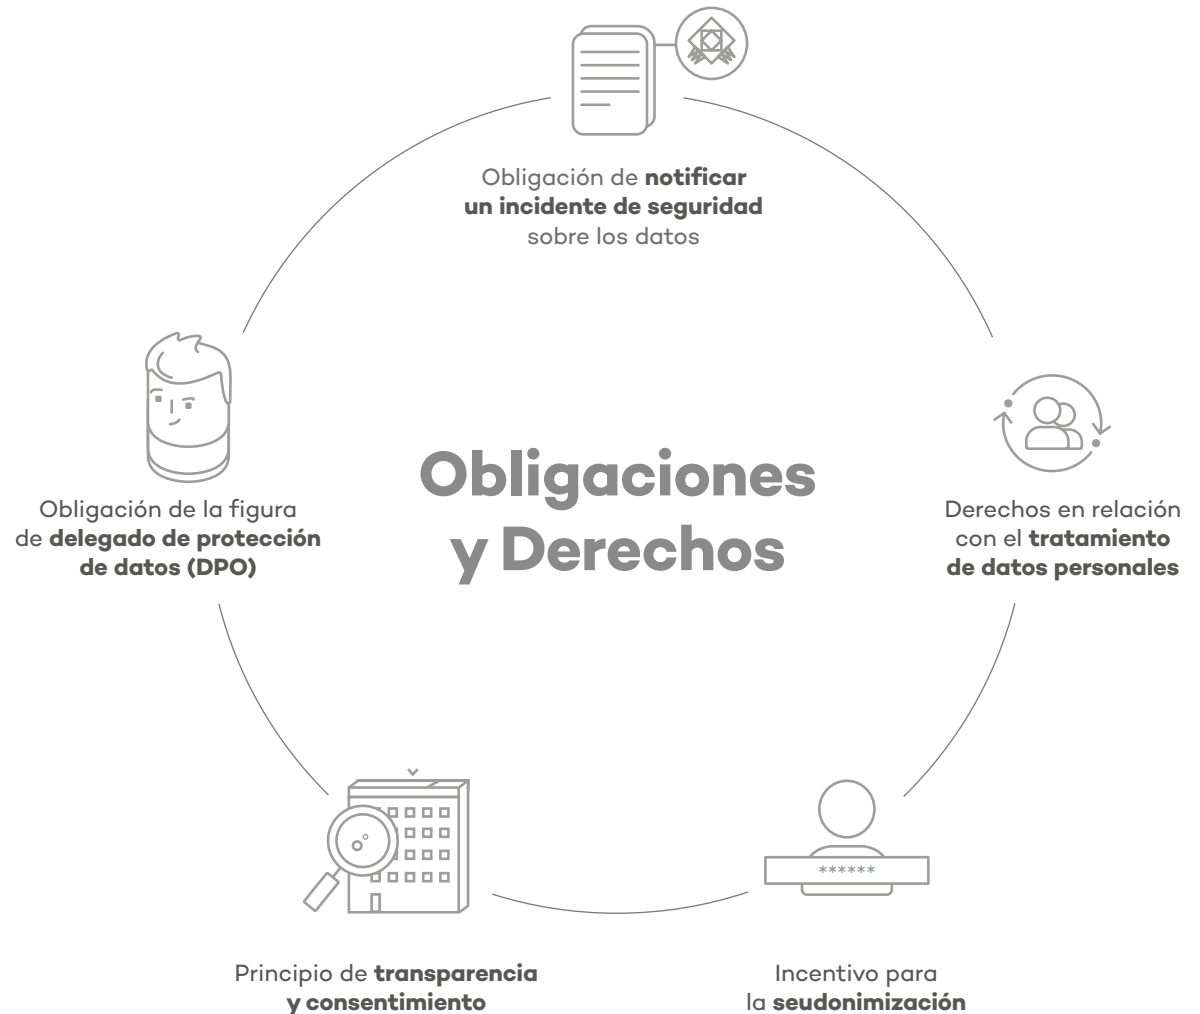 Obligación de notificar
un incidente de seguridad
sobre los datos
Obligaciones
y Derechos
Obligación de la figura
de delegado de protección
de datos (DPO)
Derechos en relación
con el tratamiento
de datos personales
******
Principio de transparencia
y consentimiento
Incentivo para
la seudonimización